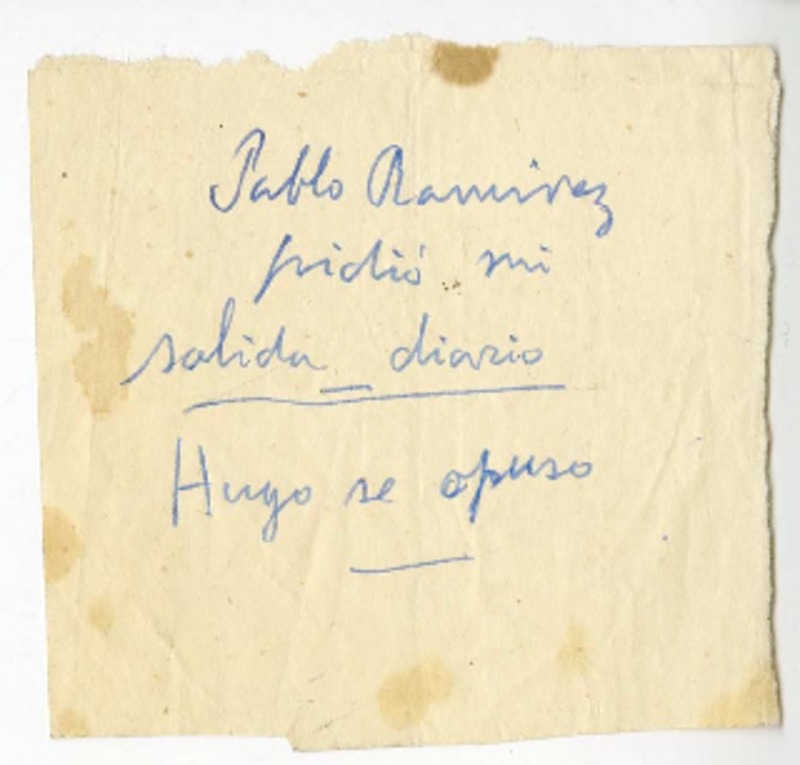 Pablo Ramirez
pidió mi
salida diario
Hugo se opuso